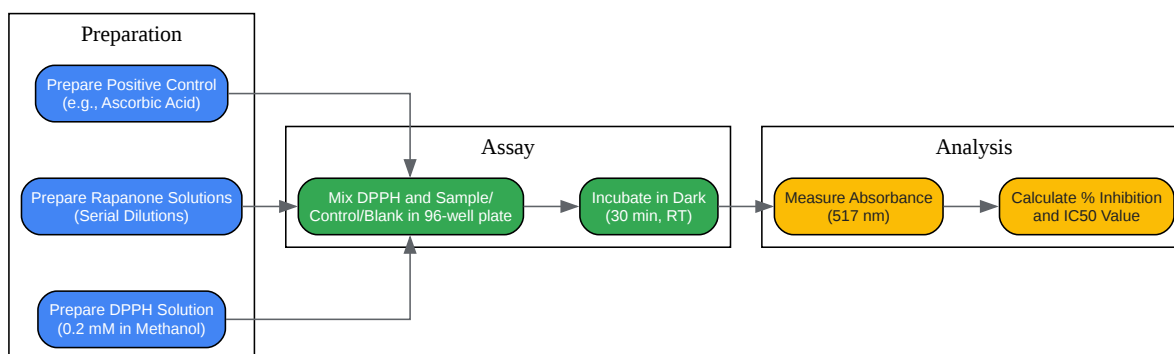 Preparation
Prepare Positive Control
(e.g., Ascorbic Acid)
Prepare Rapanone Solutions
(Serial Dilutions)
Prepare DPPH Solution
(0.2 mM in Methanol)
Assay
Mix DPPH and Sample/
Control/Blank in 96-well plate
Incubate in Dark
(30 min, RT)
Analysis
Measure Absorbance
(517 nm)
Calculate % Inhibition
and IC50 Value